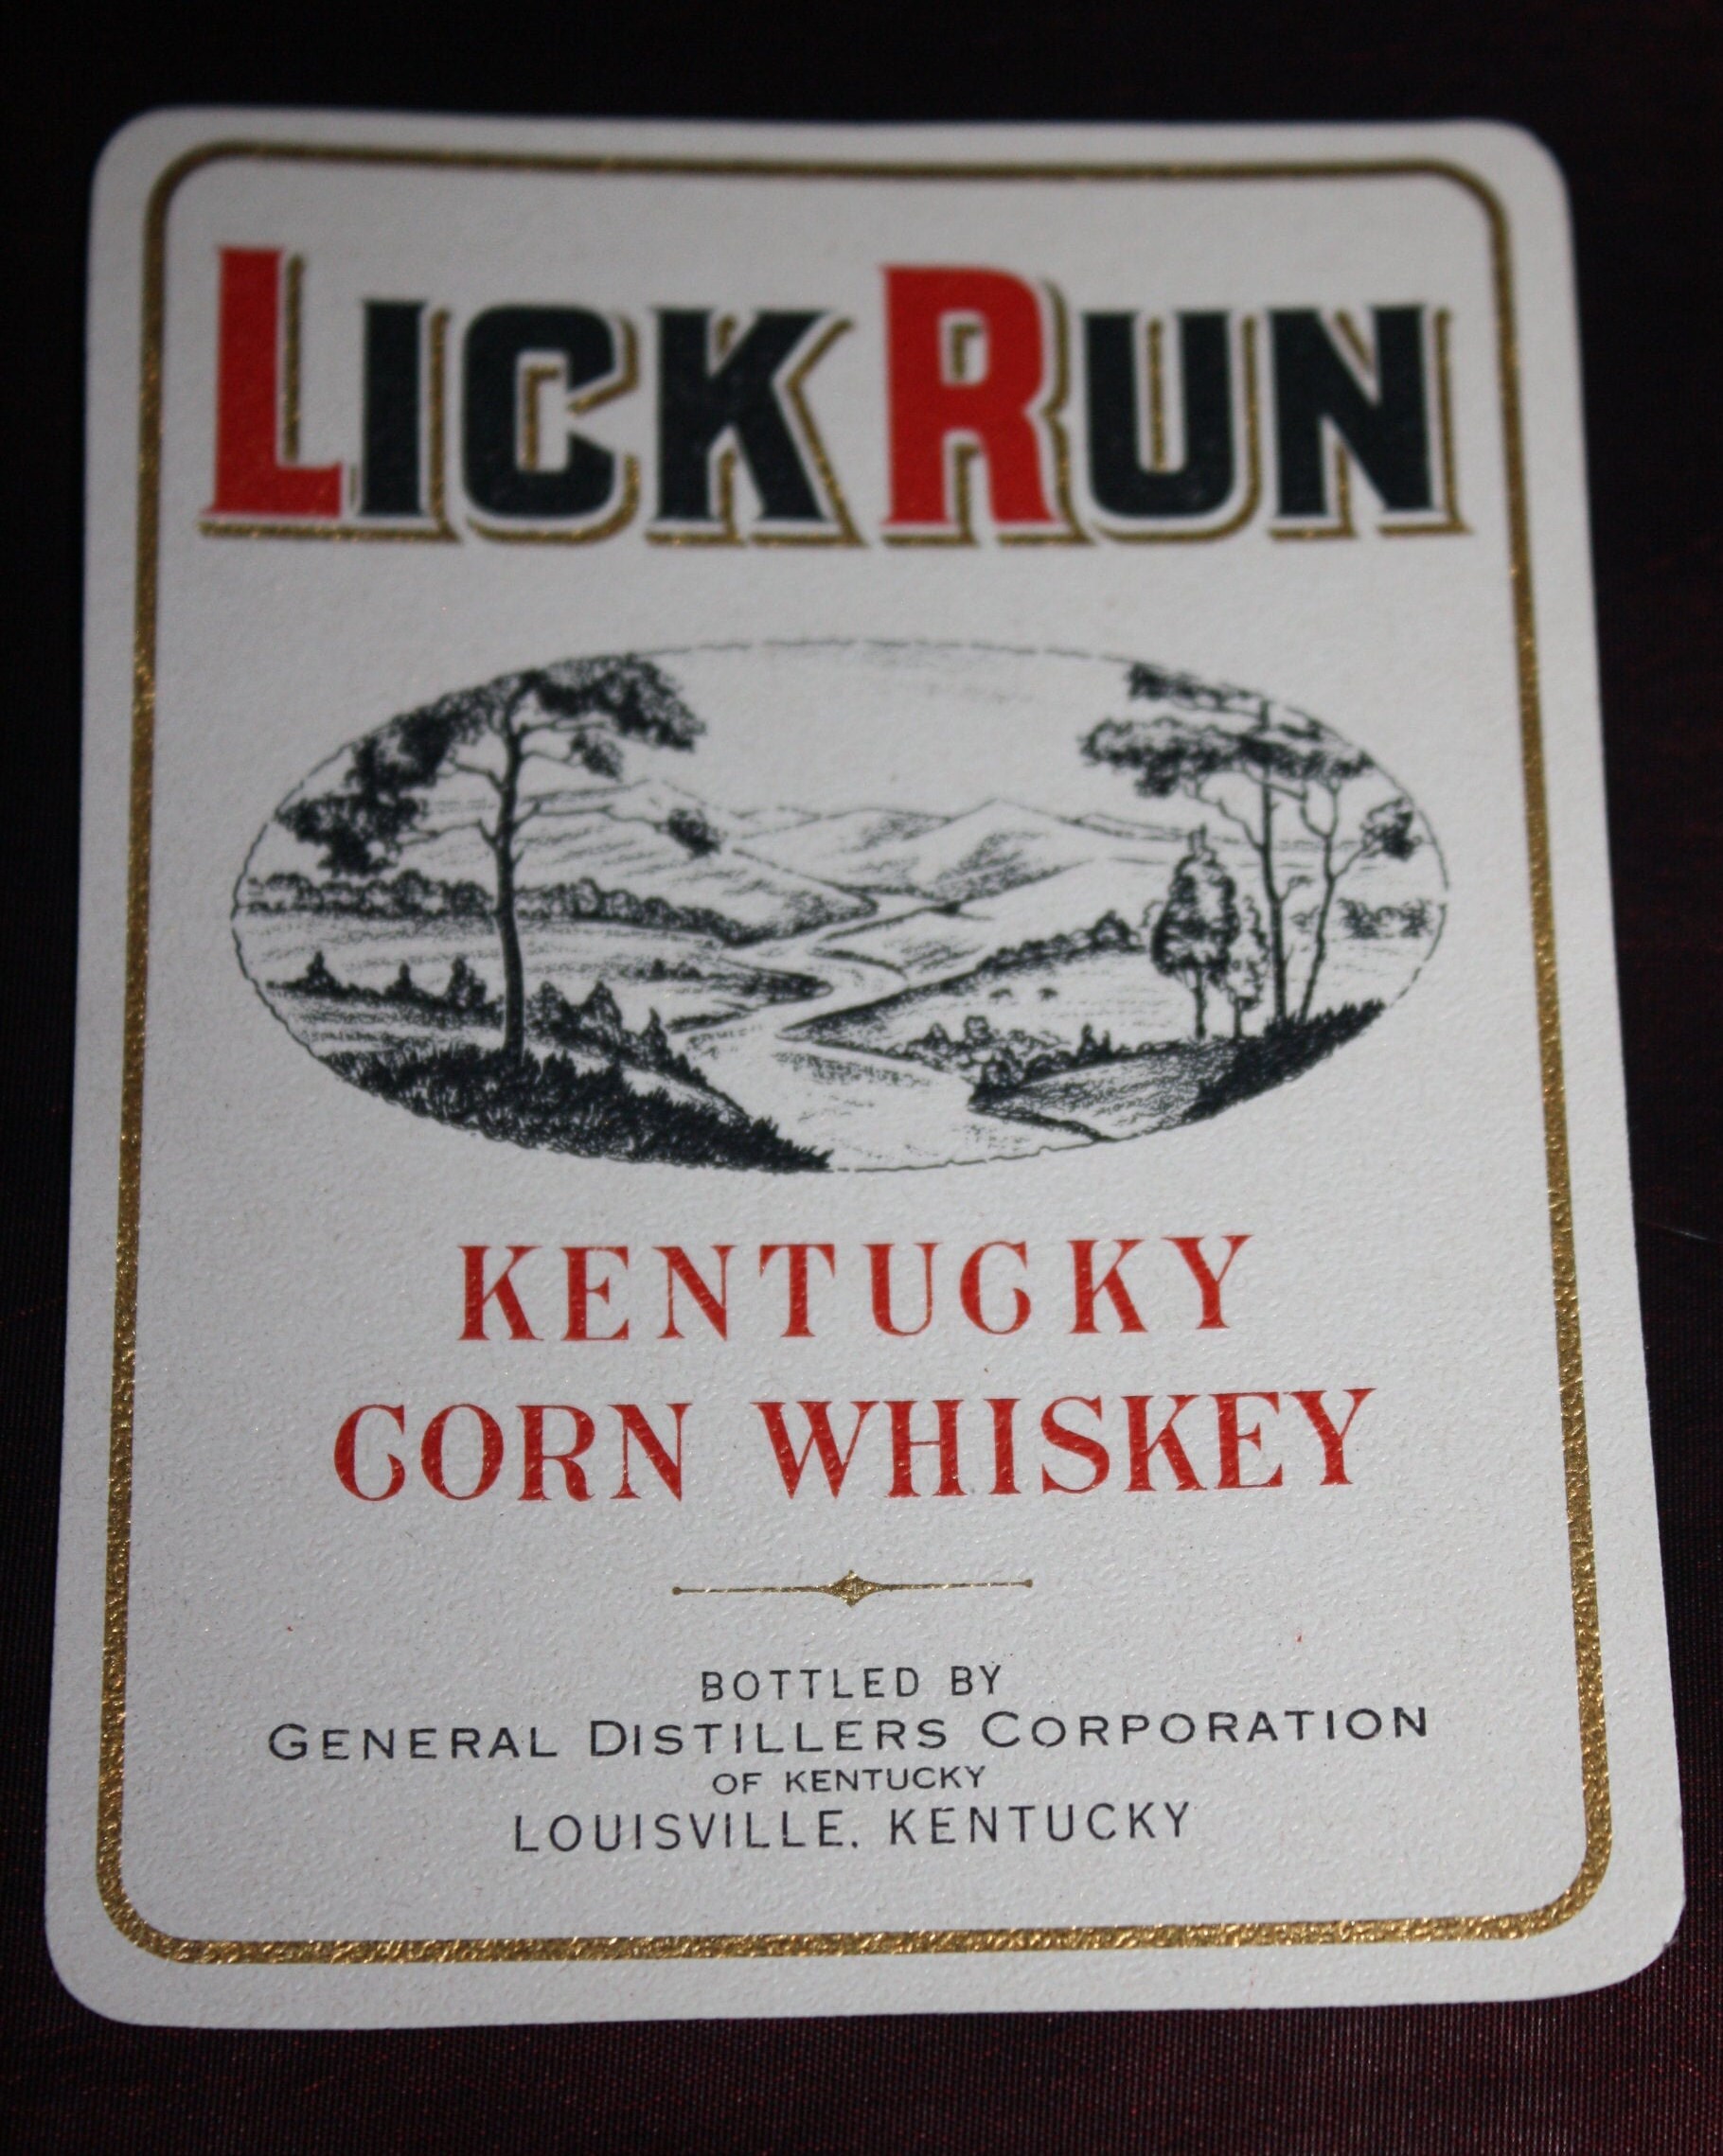 LICK RUN
KENTUCKY
CORN WHISKEY
BOTTLED BY
GENERAL DISTILLERS CORPORATION
OF KENTUCKY
LOUISVILLE, KENTUCKY